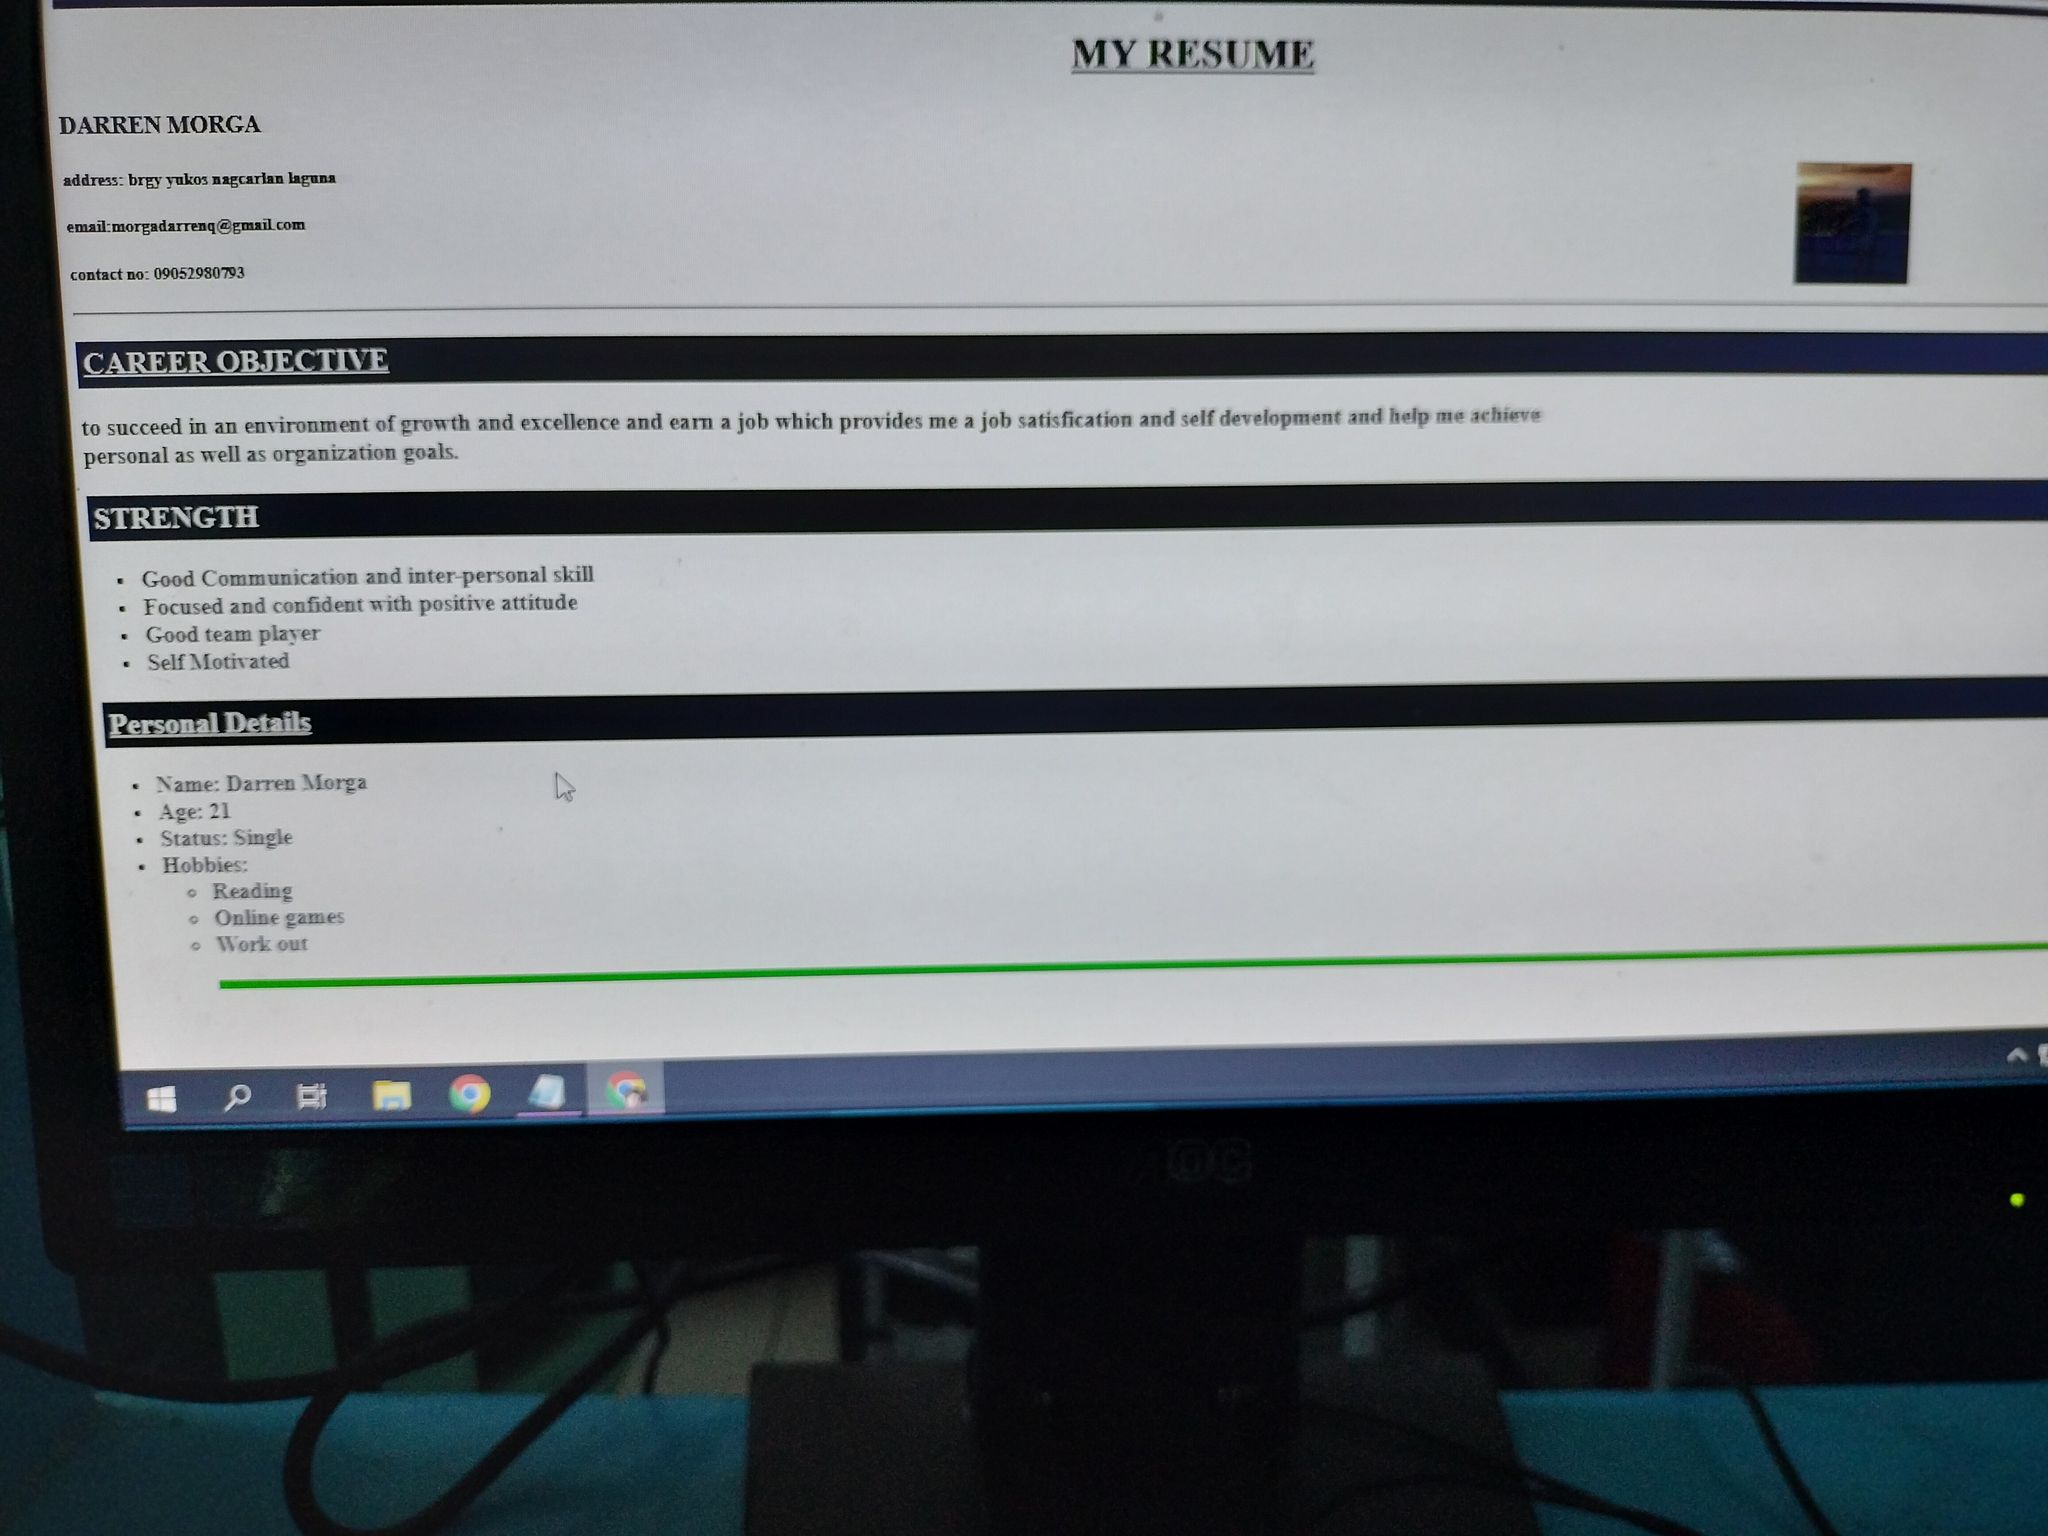 MY RESUME
DARREN MORGA
address: brgy yukos nagcarlan laguna
email:morgadarrenq@gmail.com
contact no: 09052980793
CAREER OBJECTIVE
to succeed in an environment of growth and excellence and earn a job which provides me a job satisfication and self development and help me achieve
personal as well as organization goals.
STRENGTH
Good Communication and inter-personal skill
Focused and confident with positive attitude
Good team player
Self Motivated
Personal Details
Name: Darren Morga
Age: 21
Status: Single
Hobbies:
Reading
Online games
Work out